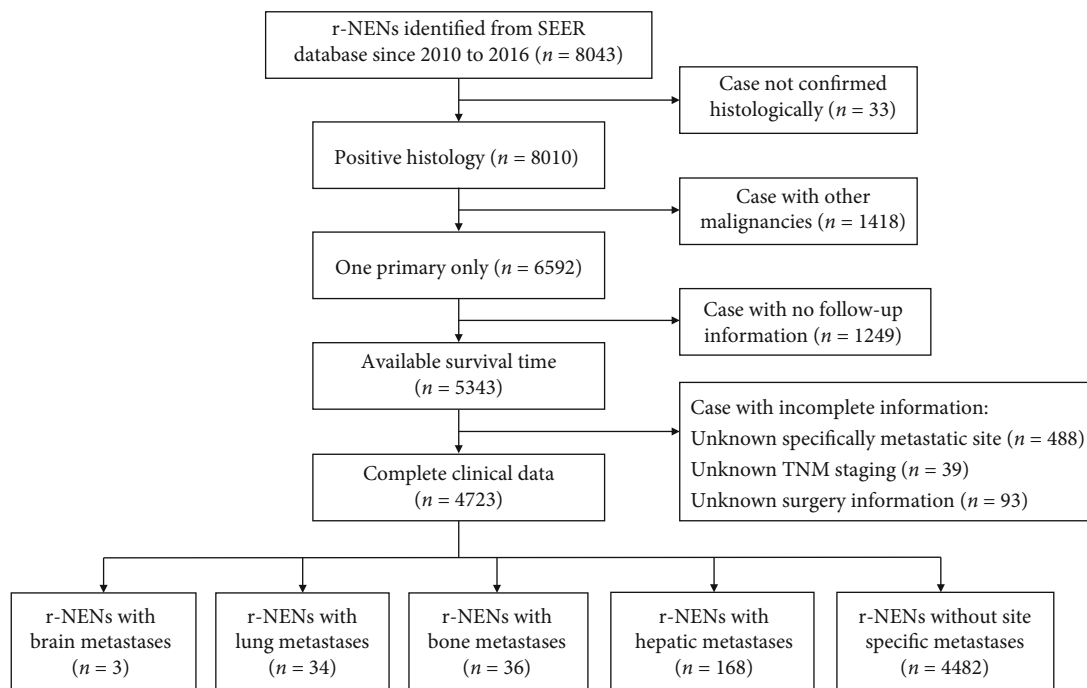 r-NENs identified from SEER
database since 2010 to 2016 (n = 8043)
Case not confirmed
histologically (n = 33)
Positive histology (n = 8010)
Case with other
malignancies (n = 1418)
One primary only (n = 6592)
Case with no follow-up
information (n = 1249)
Available survival time
(n = 5343)
Case with incomplete information:
Unknown specifically metastatic site (n = 488)
Unknown TNM staging (n = 39)
Unknown surgery information (n = 93)
Complete clinical data
(n = 4723)
r-NENs with
brain metastases
(n = 3)
r-NENs with
lung metastases
(n = 34)
r-NENs with
bone metastases
(n = 36)
r-NENs with
hepatic metastases
(n = 168)
r-NENs without site
specific metastases
(n = 4482)